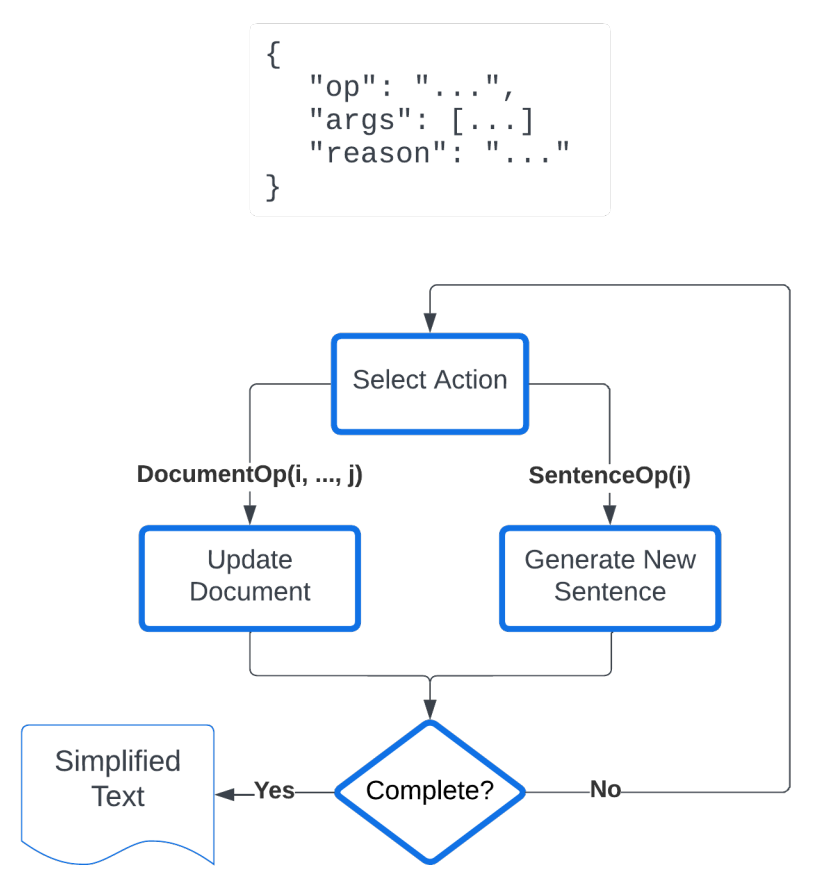 {
"op": "...",
"args": [...]
"reason": "..."
}
Select Action
DocumentOp(i, ..., j)
SentenceOp(i)
Update
Document
Generate New
Sentence
Simplified
Text
Yes
Complete?
No